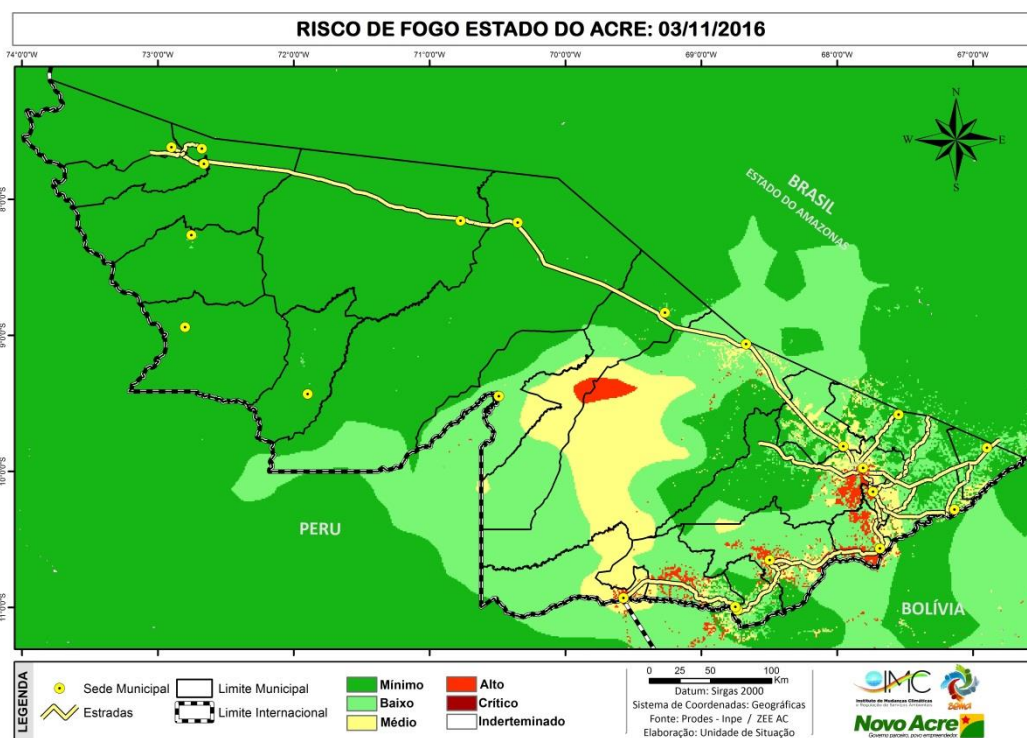 RISCO DE FOGO ESTADO DO ACRE: 03/11/2016
74°0'0"W 73°0'0"W 72°0'0"W 71°0'0"W 70°0'0"W 69°0'0"W 68°0'0"W 67°0'0"W
N
W E
S
BRASIL
ESTADO DO AMAZONAS
8°0'0"S
9°0'0"S
10°0'0"S
11°0'0"S
PERU
BOLÍVIA
LEGENDA
Sede Municipal
Estradas
Limite Municipal
Limite Internacional
Mínimo
Baixo
Médio
Alto
Crítico
Inderteminado
0 25 50 100
Km
Datum: Sirgas 2000
Sistema de Coordenadas: Geográficas
Fonte: Prodes - Inpe / ZEE AC
Elaboração: Unidade de Situação
IMC
Instituto de Mudanças Climáticas
e Regulação de Serviços Ambientais
Novo Acre
Governo parceiro, povo empreendedor